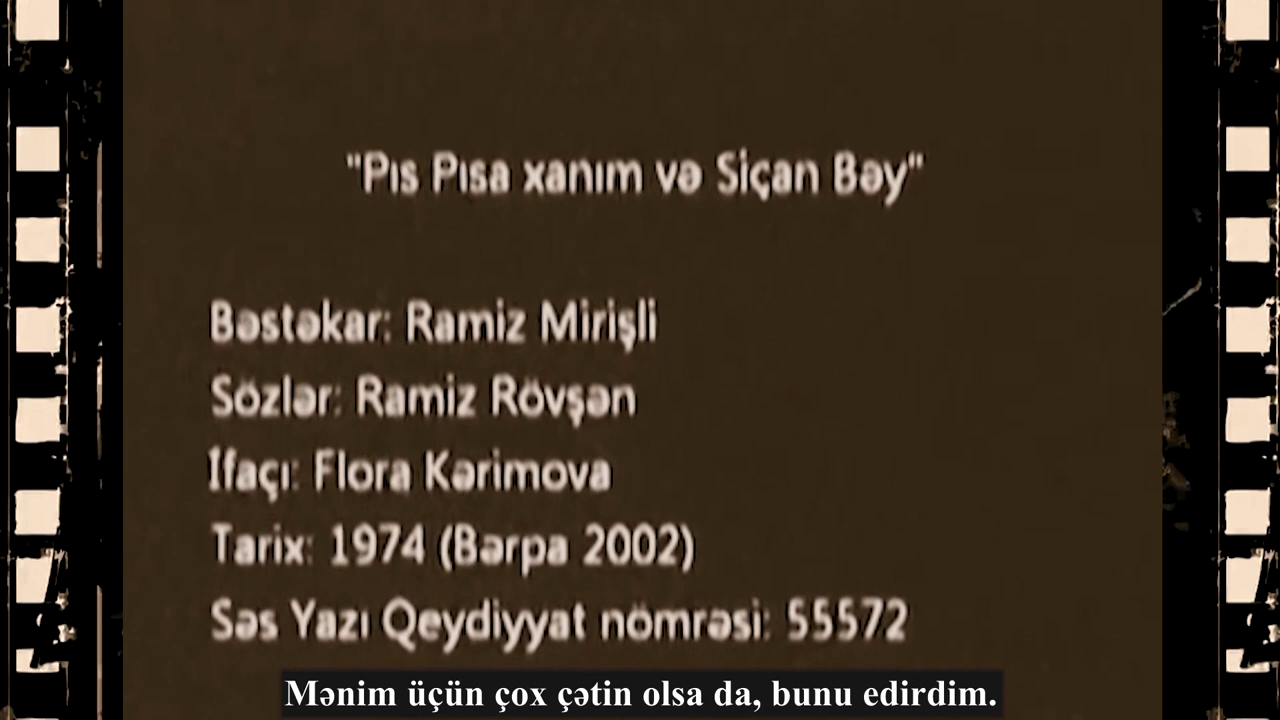 "Pıs Pısa xanım və Siçan Bəy"
Bəstəkar: Ramiz Mirişli
Sözlər: Ramiz Rövşən
İfaçı: Flora Kərimova
Tarix: 1974 (Bərpa 2002)
Səs Yazı Qeydiyyat nömrəsi: 55572
Mənim üçün çox çətin olsa da, bunu edirdim.